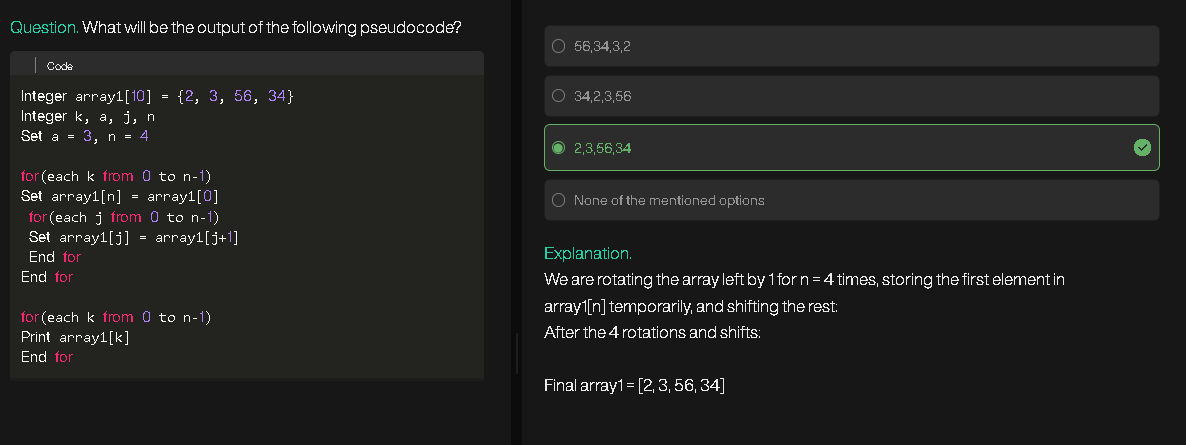 Question. What will be the output of the following pseudocode?
Code
Integer array1[10] = {2, 3, 56, 34}
Integer k, a, j, n
Set a = 3, n = 4
for(each k from 0 to n-1)
Set array1[n] = array1[0]
for(each j from 0 to n-1)
Set array1[j] = array1[j+1]
End for
End for
for(each k from 0 to n-1)
Print array1[k]
End for
56,34,3,2
34,2,3,56
2,3,56,34
None of the mentioned options
Explanation.
We are rotating the array left by 1 for n = 4 times, storing the first element in
array1[n] temporarily, and shifting the rest:
After the 4 rotations and shifts:
Final array1 = [2, 3, 56, 34]